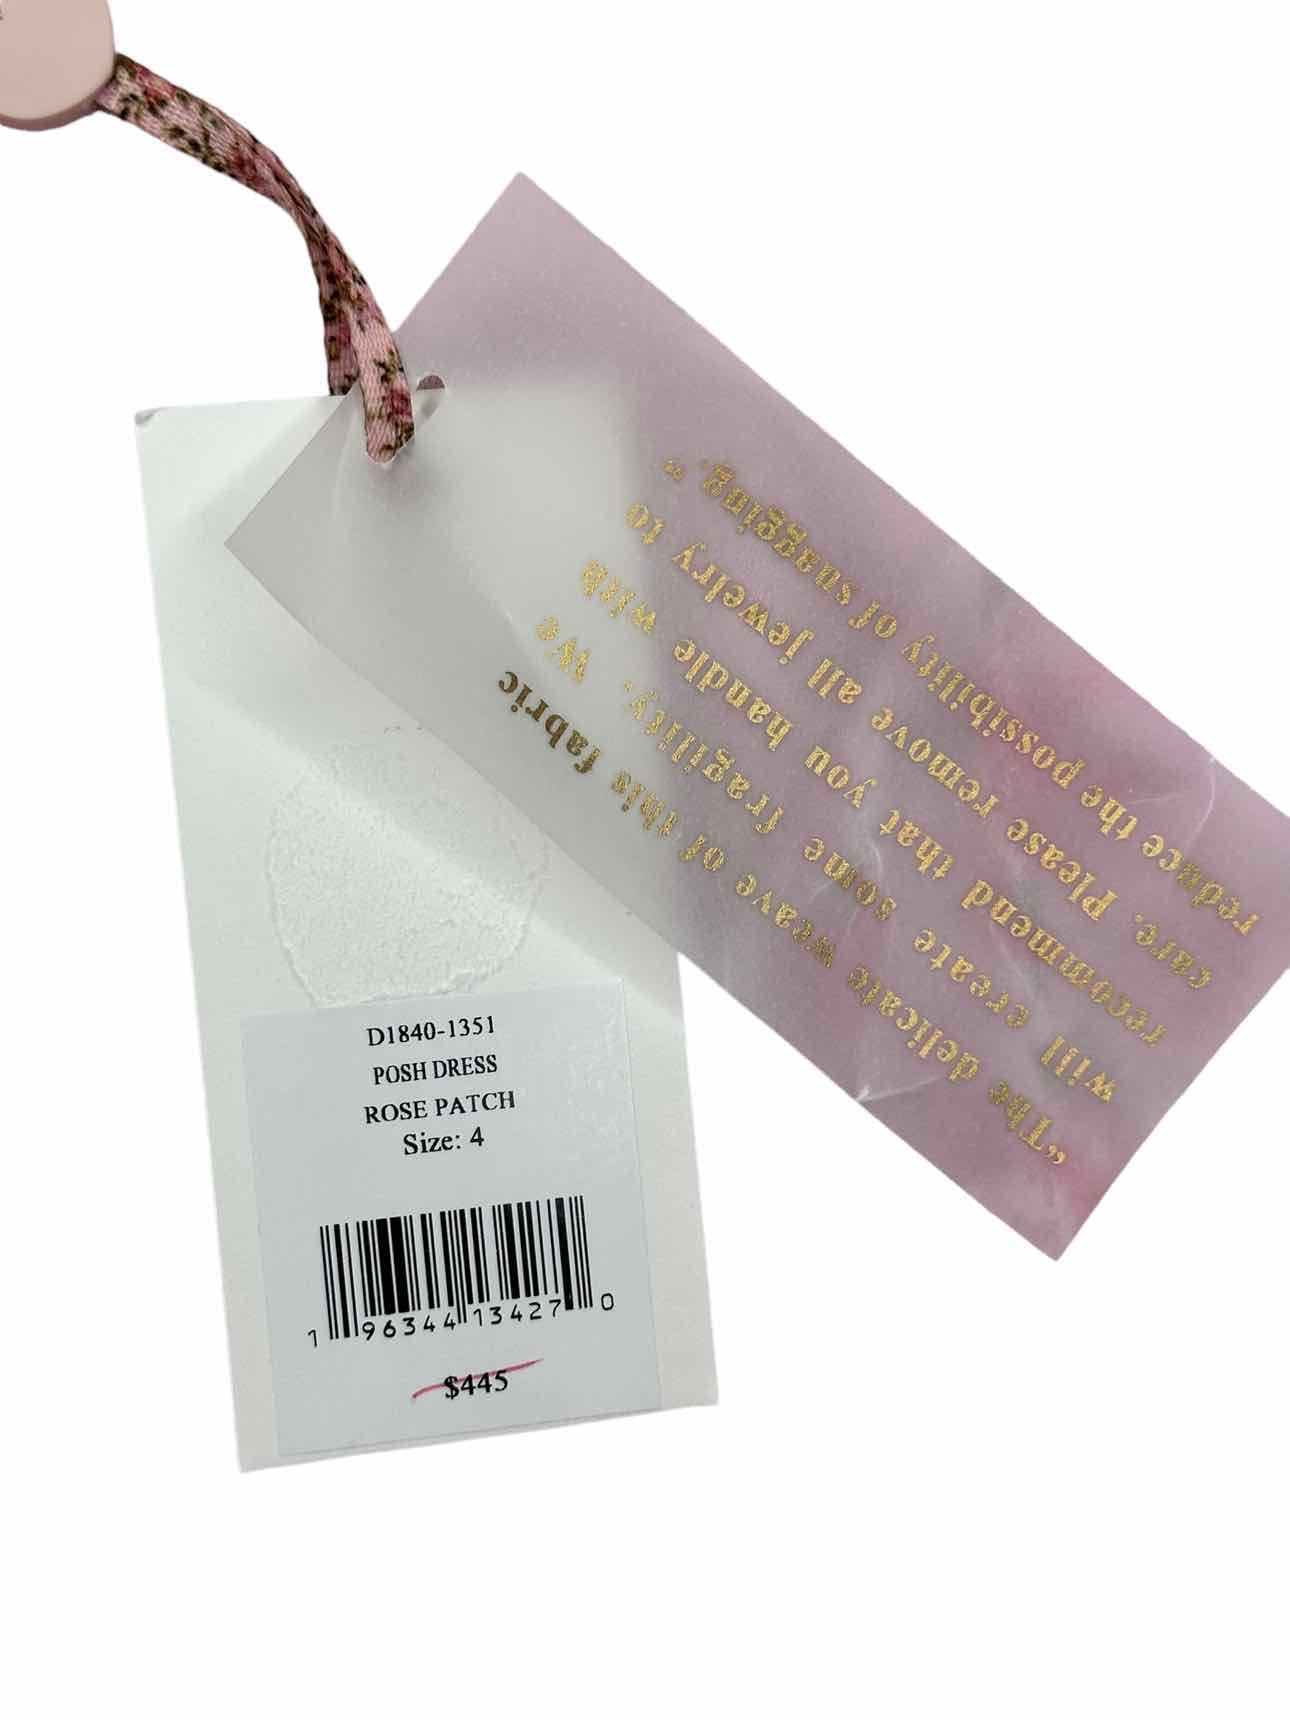 "The delicate weave of this fabric
will create some fragility. We
recommend that you handle with
care. Please remove all jewelry to
reduce the possibility of snagging."
D1840-1351
POSH DRESS
ROSE PATCH
Size: 4
1 96344 13427 0
$445